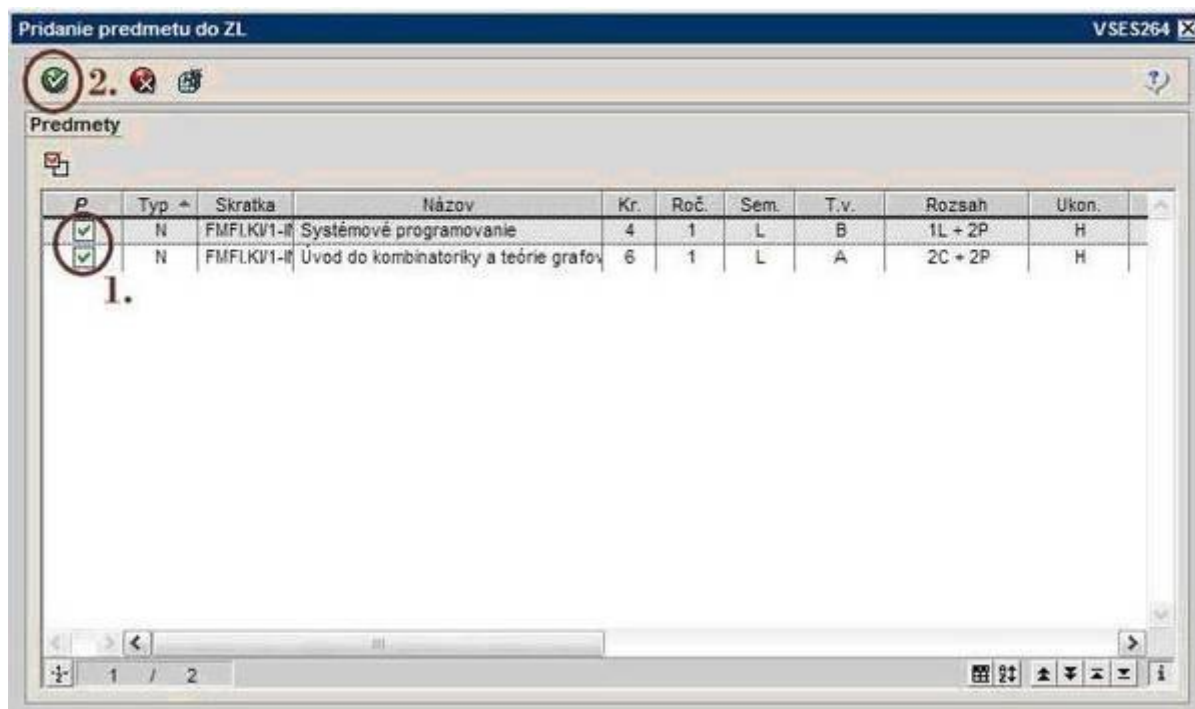 Pridanie predmetu do ZL VSES264
2.
Predmety
P Typ Skratka Názov Kr. Roč. Sem. T.v. Rozsah Ukon.
N FMFI.KI/1-I Systémové programovanie 4 1 L B 1L + 2P H
N FMFI.KI/1-I Úvod do kombinatoriky a teórie grafov 6 1 L A 2C + 2P H
1.
1 / 2